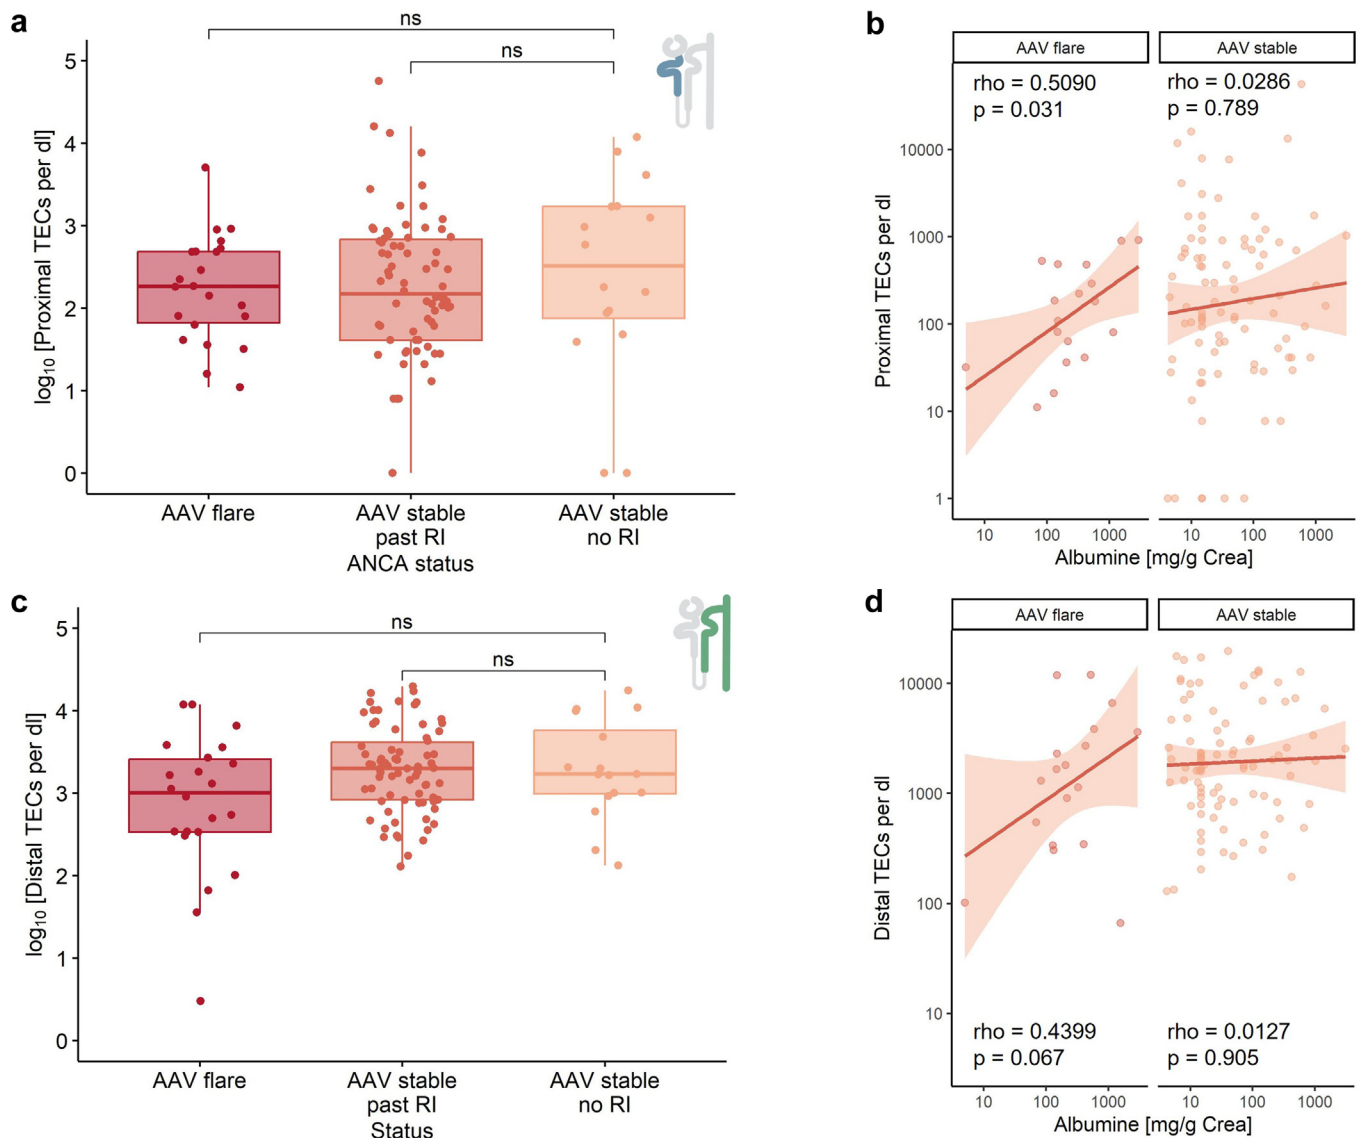 a
ns
ns
log10 [Proximal TECs per dl]
5
4
3
2
1
0
AAV flare
AAV stable
past RI
AAV stable
no RI
ANCA status
b
AAV flare
AAV stable
rho = 0.5090
p = 0.031
rho = 0.0286
p = 0.789
Proximal TECs per dl
10000
1000
100
10
1
10
100
1000
10
100
1000
Albumine [mg/g Crea]
c
ns
ns
log10 [Distal TECs per dl]
5
4
3
2
1
0
AAV flare
AAV stable
past RI
AAV stable
no RI
Status
d
AAV flare
AAV stable
Distal TECs per dl
10000
1000
100
10
rho = 0.4399
p = 0.067
rho = 0.0127
p = 0.905
10
100
1000
10
100
1000
Albumine [mg/g Crea]